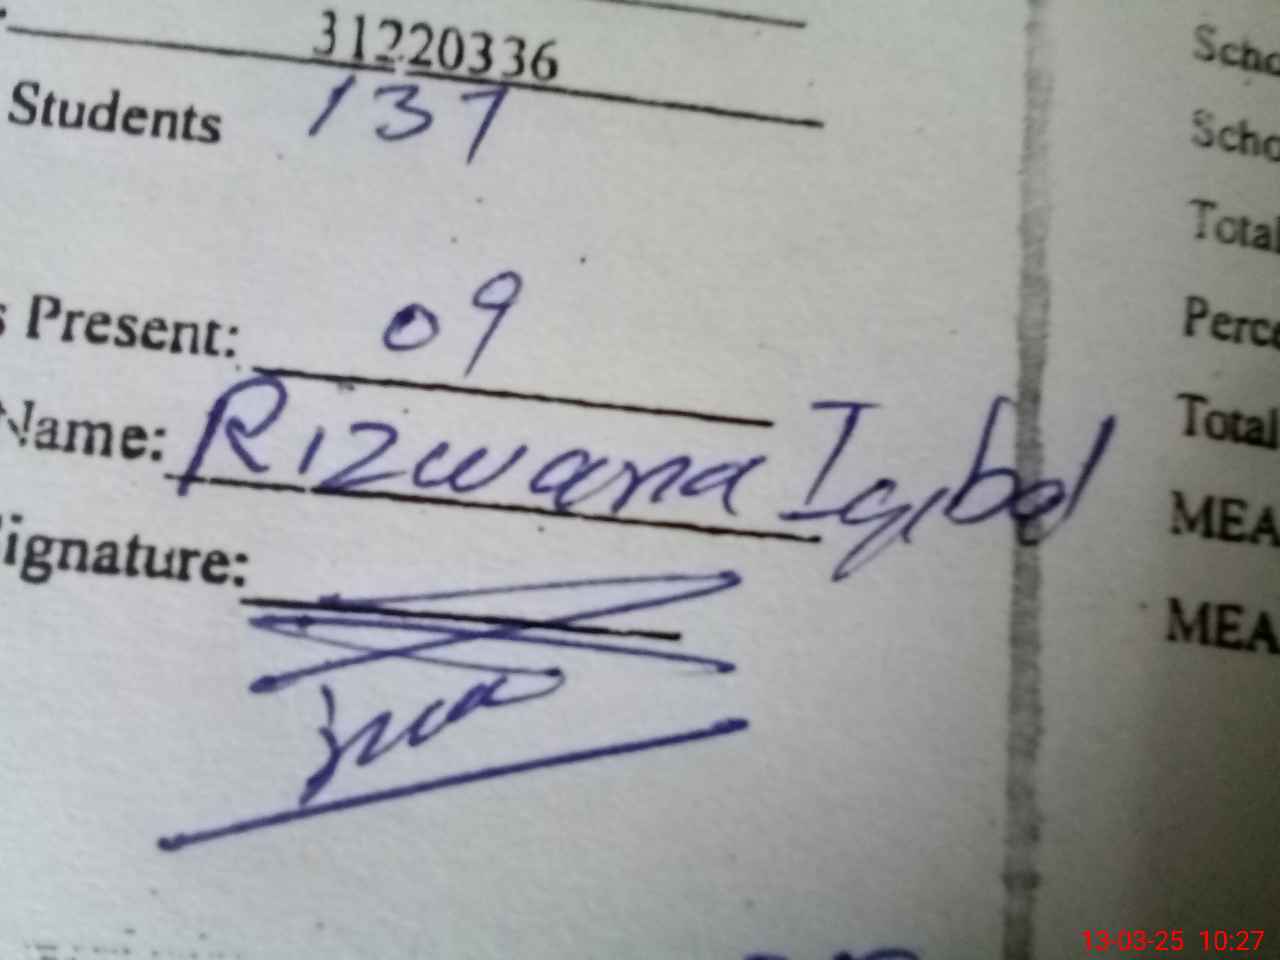 31220336
Students 137
Present: 09
Name: Rizwana Iqbal
Signature:
Scho
Scho
Total
Perce
Total
MEA
MEA
13-03-25 10:27